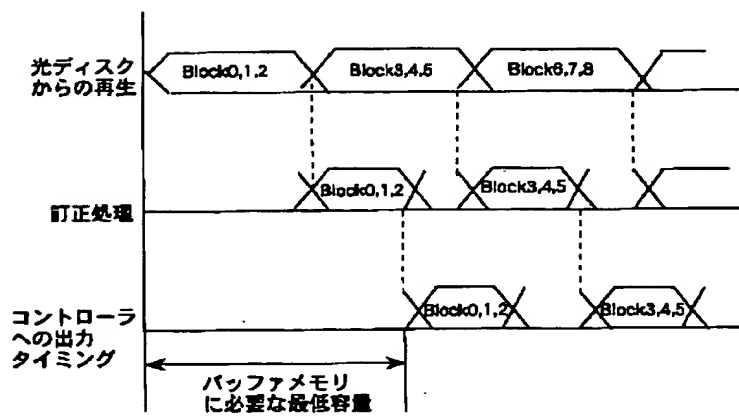 光ディスク
からの再生
Block0,1,2
Block3,4,5
Block6,7,8
訂正処理
Block0,1,2
Block3,4,5
コントローラ
への出力
タイミング
Block0,1,2
Block3,4,5
バッファメモリ
に必要な最低容量